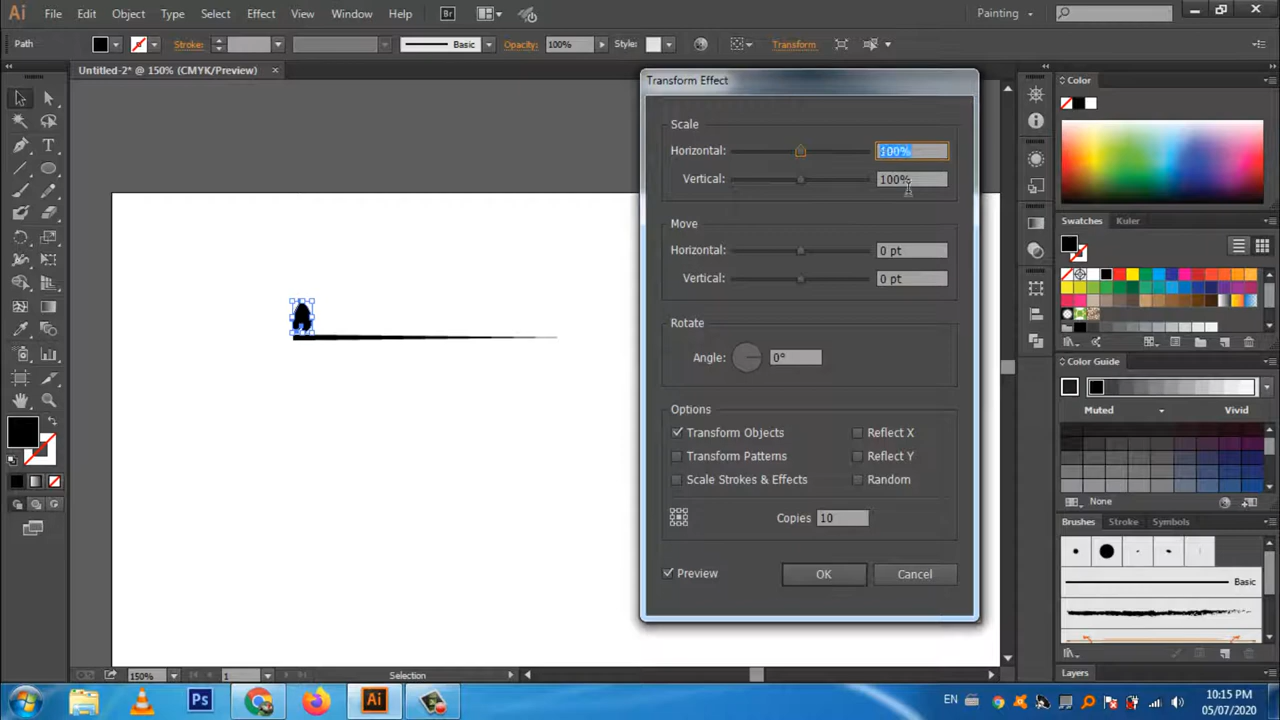 Ai File Edit Object Type Select Effect View Window Help Br Painting
Path Stroke: Basic Opacity: 100% Style: Transform
Untitled-2* @ 150% (CMYK/Preview)
Transform Effect
Scale
Horizontal: 100%
Vertical: 100%
Move
Horizontal: 0 pt
Vertical: 0 pt
Rotate
Angle: 0°
Options
Transform Objects Reflect X
Transform Patterns Reflect Y
Scale Strokes & Effects Random
Copies 10
Preview OK Cancel
Color
Swatches Kuler
Color Guide
Muted Vivid
None
Brushes Stroke Symbols
Basic
Layers
150% 1 Selection
Ps Ai EN 10:15 PM
05/07/2020